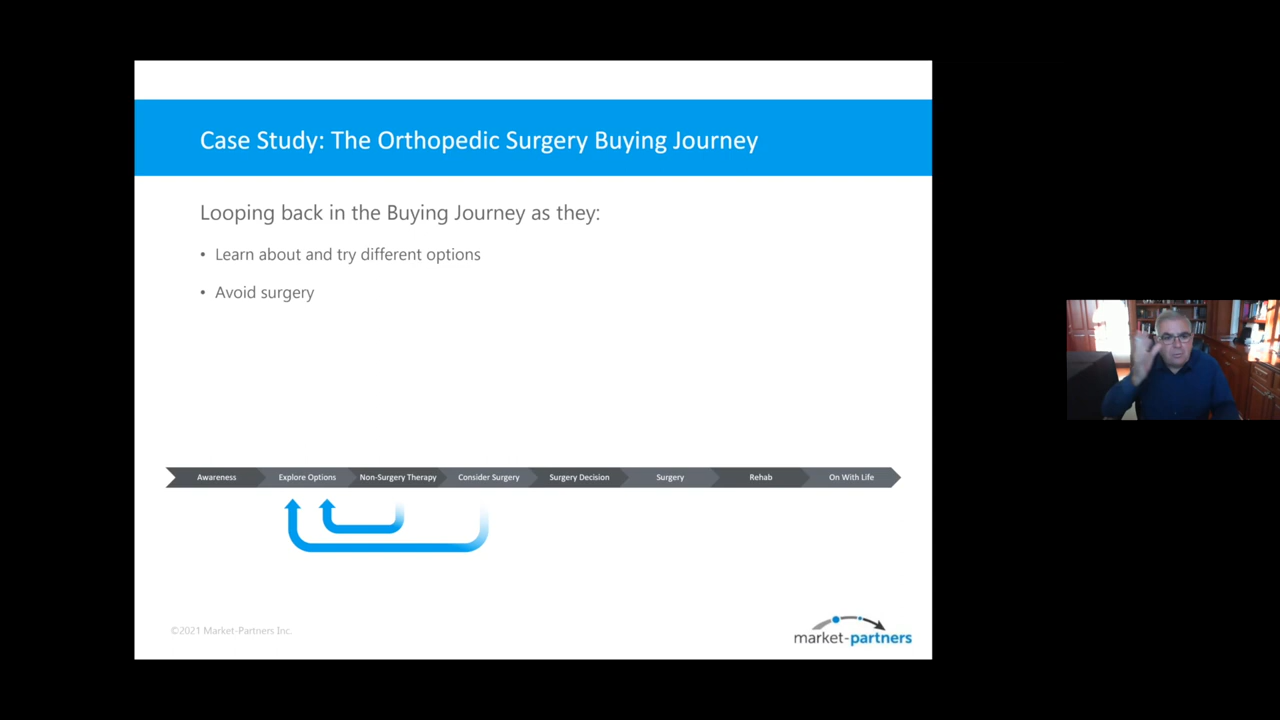 Case Study: The Orthopedic Surgery Buying Journey
Looping back in the Buying Journey as they:
• Learn about and try different options
• Avoid surgery
Awareness
Explore Options
Non-Surgery Therapy
Consider Surgery
Surgery Decision
Surgery
Rehab
On With Life
©2021 Market-Partners Inc.
market-partners